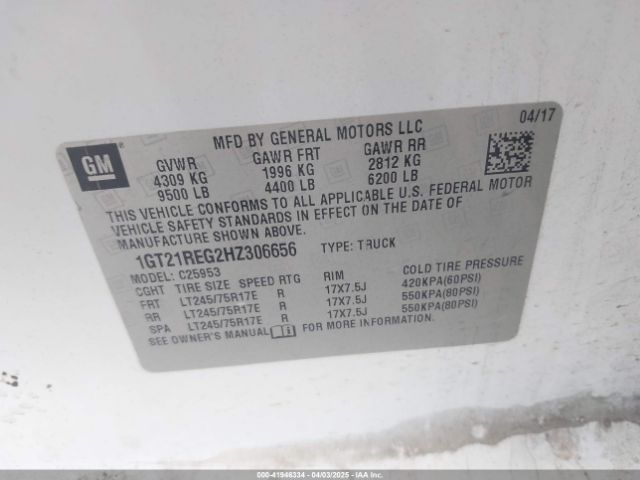 04/17
MFD BY GENERAL MOTORS LLC
GM
GVWR GAWR FRT GAWR RR
4309 KG 1996 KG 2812 KG
9500 LB 4400 LB 6200 LB
THIS VEHICLE CONFORMS TO ALL APPLICABLE U.S. FEDERAL MOTOR
VEHICLE SAFETY STANDARDS IN EFFECT ON THE DATE OF
MANUFACTURE SHOWN ABOVE.
1GT21REG2HZ306656 TYPE: TRUCK
MODEL: C25953
CGHT TIRE SIZE SPEED RTG RIM COLD TIRE PRESSURE
FRT LT245/75R17E R 17X7.5J 420KPA(60PSI)
RR LT245/75R17E R 17X7.5J 550KPA(80PSI)
SPA LT245/75R17E R 17X7.5J 550KPA(80PSI)
SEE OWNER'S MANUAL FOR MORE INFORMATION.
000-41946334 - 04/03/2025 - IAAI.COM